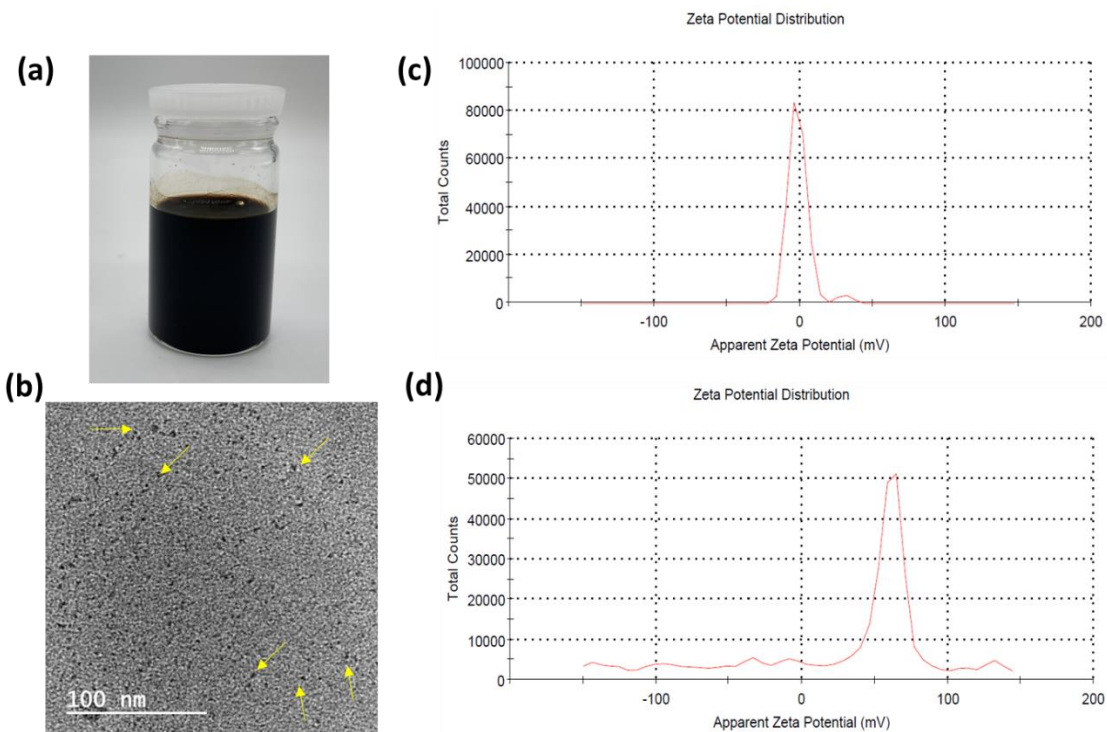 (a)
(b)
100 nm
(c)
Zeta Potential Distribution
Total Counts
100000
80000
60000
40000
20000
0
-100
0
100
200
Apparent Zeta Potential (mV)
(d)
Zeta Potential Distribution
Total Counts
60000
50000
40000
30000
20000
10000
0
-100
0
100
200
Apparent Zeta Potential (mV)